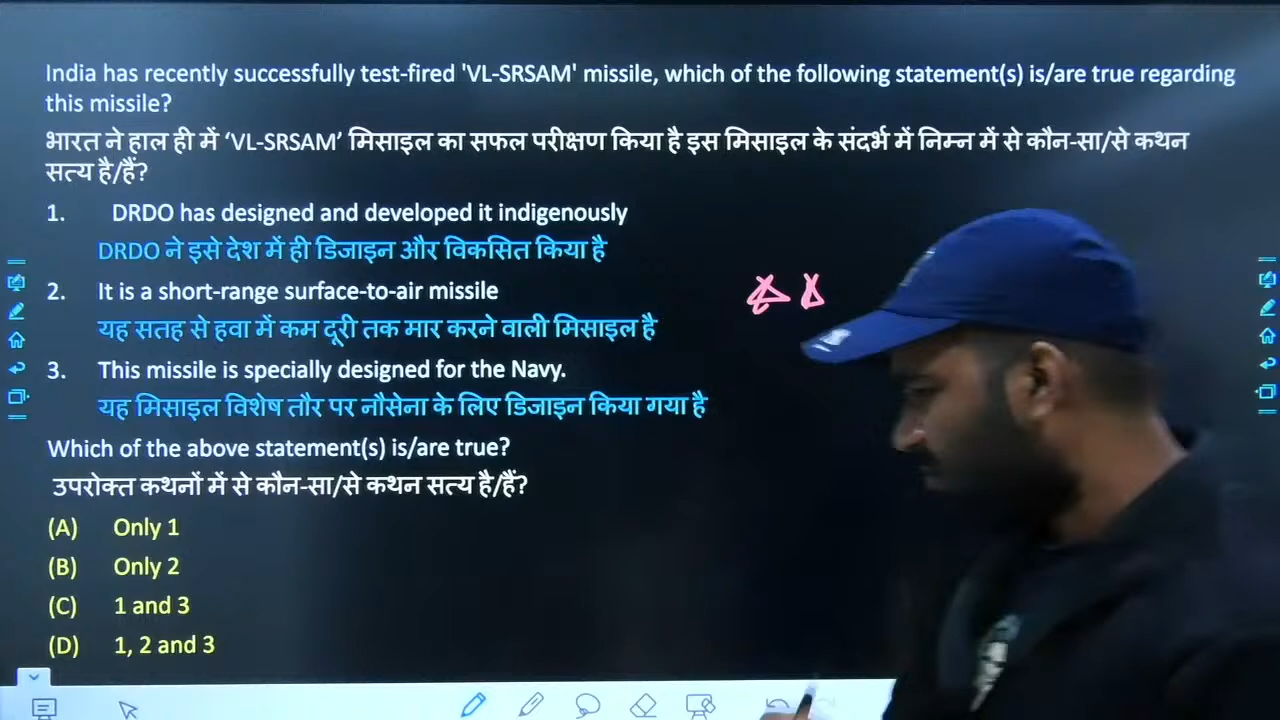 India has recently successfully test-fired 'VL-SRSAM' missile, which of the following statement(s) is/are true regarding
this missile?
भारत ने हाल ही में ‘VL-SRSAM’ मिसाइल का सफल परीक्षण किया है इस मिसाइल के संदर्भ में निम्न में से कौन-सा/से कथन
सत्य है/हैं?
1. DRDO has designed and developed it indigenously
DRDO ने इसे देश में ही डिजाइन और विकसित किया है
2. It is a short-range surface-to-air missile
यह सतह से हवा में कम दूरी तक मार करने वाली मिसाइल है
3. This missile is specially designed for the Navy.
यह मिसाइल विशेष तौर पर नौसेना के लिए डिजाइन किया गया है
Which of the above statement(s) is/are true?
उपरोक्त कथनों में से कौन-सा/से कथन सत्य है/हैं?
(A) Only 1
(B) Only 2
(C) 1 and 3
(D) 1, 2 and 3